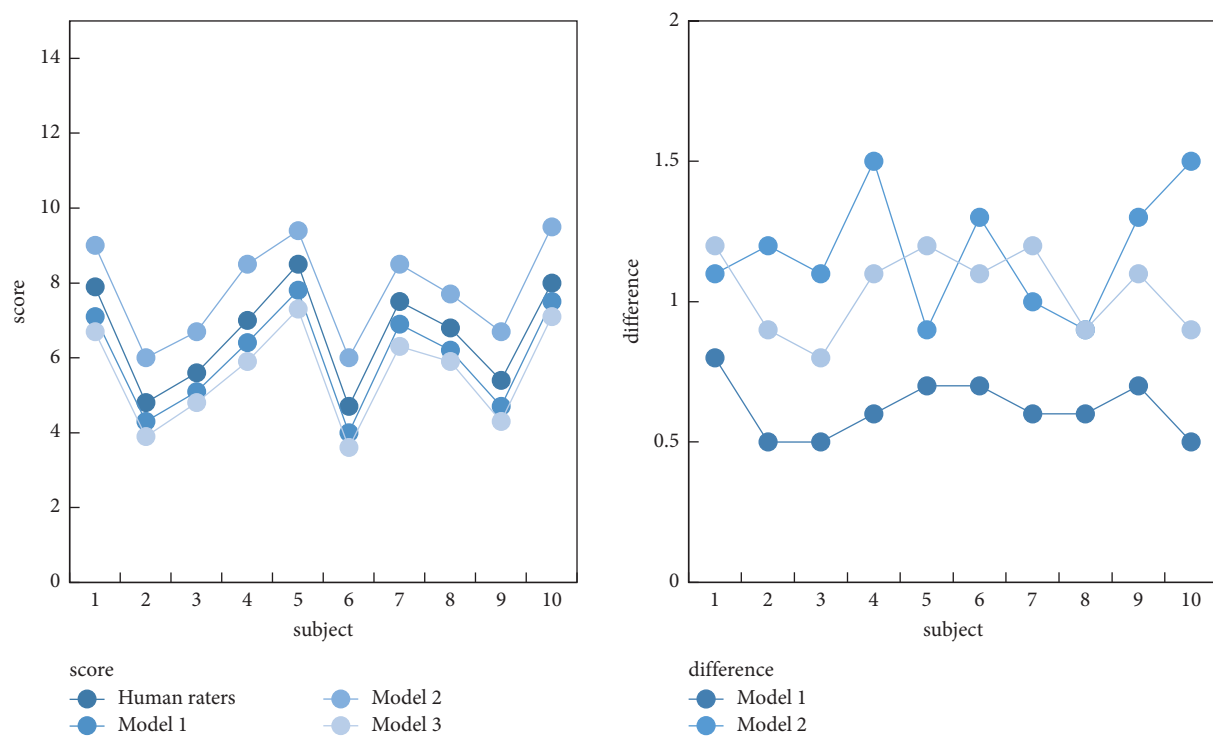 14
12
10
8
6
4
2
0
score
1 2 3 4 5 6 7 8 9 10
subject
score
Human raters
Model 1
Model 2
Model 3
2
1.5
1
0.5
0
difference
1 2 3 4 5 6 7 8 9 10
subject
difference
Model 1
Model 2